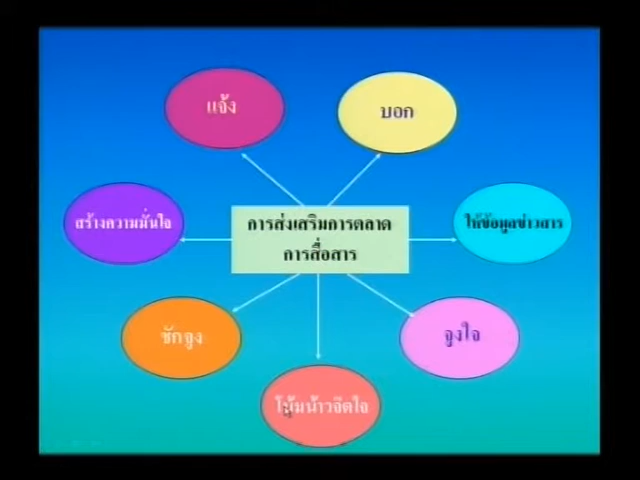 แจ้ง
บอก
สร้างความมั่นใจ
การส่งเสริมการตลาด
การสื่อสาร
ให้ข้อมูลข่าวสาร
ชักจูง
จูงใจ
โน้มน้าวจิตใจ